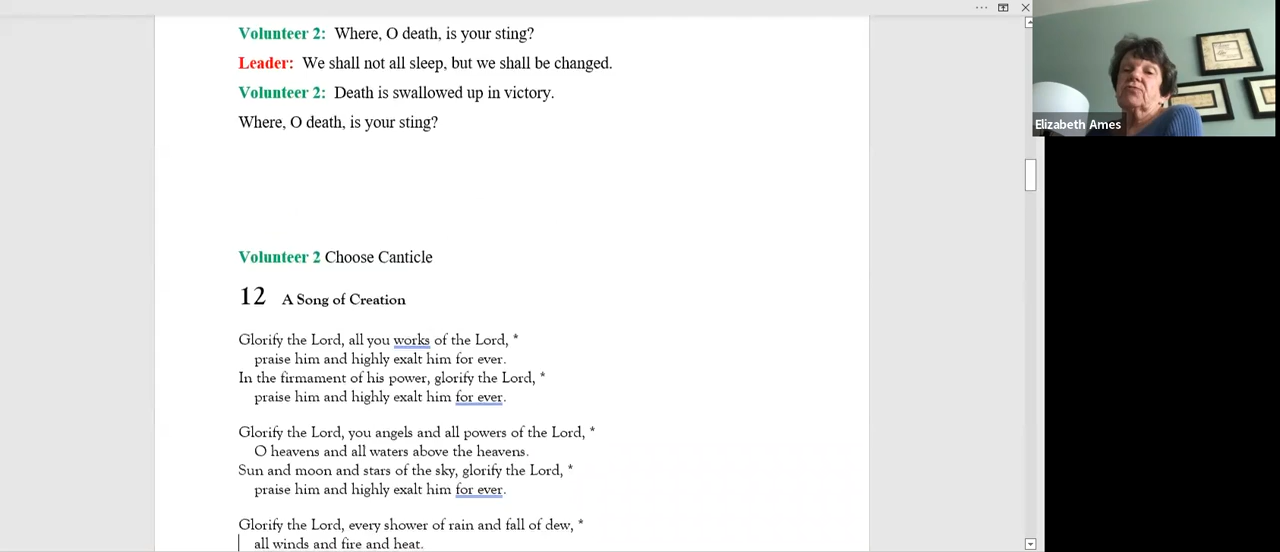 Volunteer 2: Where, O death, is your sting?
Leader: We shall not all sleep, but we shall be changed.
Volunteer 2: Death is swallowed up in victory.
Where, O death, is your sting?
Volunteer 2 Choose Canticle
12 A Song of Creation
Glorify the Lord, all you works of the Lord, *
praise him and highly exalt him for ever.
In the firmament of his power, glorify the Lord, *
praise him and highly exalt him for ever.
Glorify the Lord, you angels and all powers of the Lord, *
O heavens and all waters above the heavens.
Sun and moon and stars of the sky, glorify the Lord, *
praise him and highly exalt him for ever.
Glorify the Lord, every shower of rain and fall of dew, *
all winds and fire and heat.
Elizabeth Ames